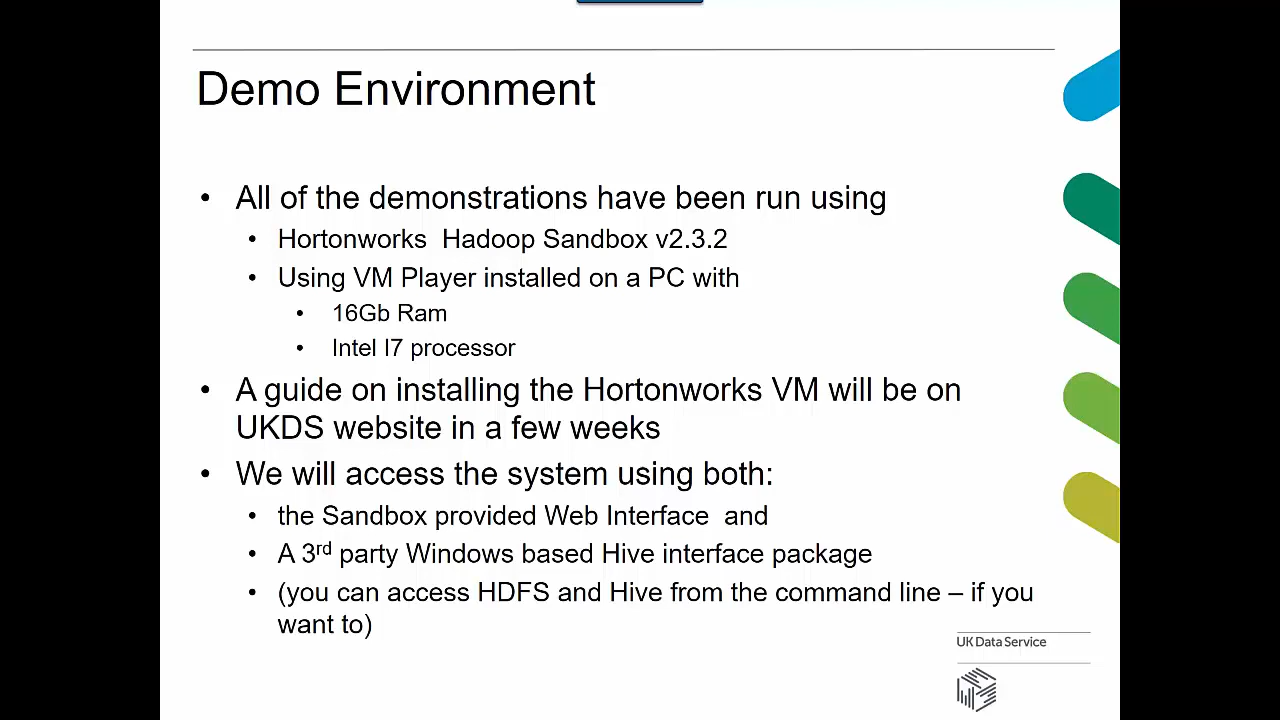 Demo Environment
• All of the demonstrations have been run using
• Hortonworks Hadoop Sandbox v2.3.2
• Using VM Player installed on a PC with
• 16Gb Ram
• Intel I7 processor
• A guide on installing the Hortonworks VM will be on
UKDS website in a few weeks
• We will access the system using both:
• the Sandbox provided Web Interface and
• A 3rd party Windows based Hive interface package
• (you can access HDFS and Hive from the command line – if you
want to)
UK Data Service